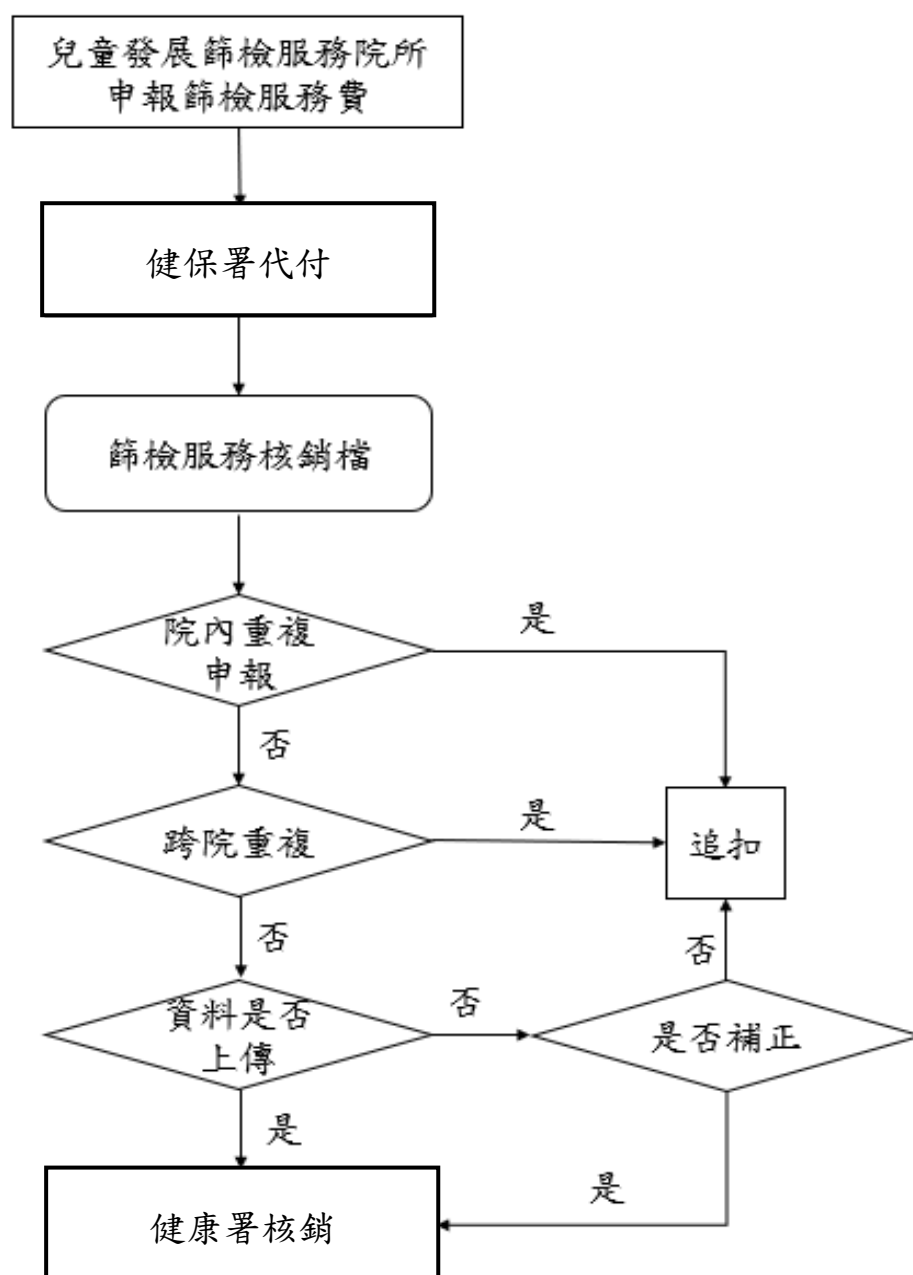 兒童發展篩檢服務院所
申報篩檢服務費
健保署代付
篩檢服務核銷檔
院內重複
申報
是
否
跨院重複
是
追扣
否
否
資料是否
上傳
否
是否補正
是
是
健康署核銷